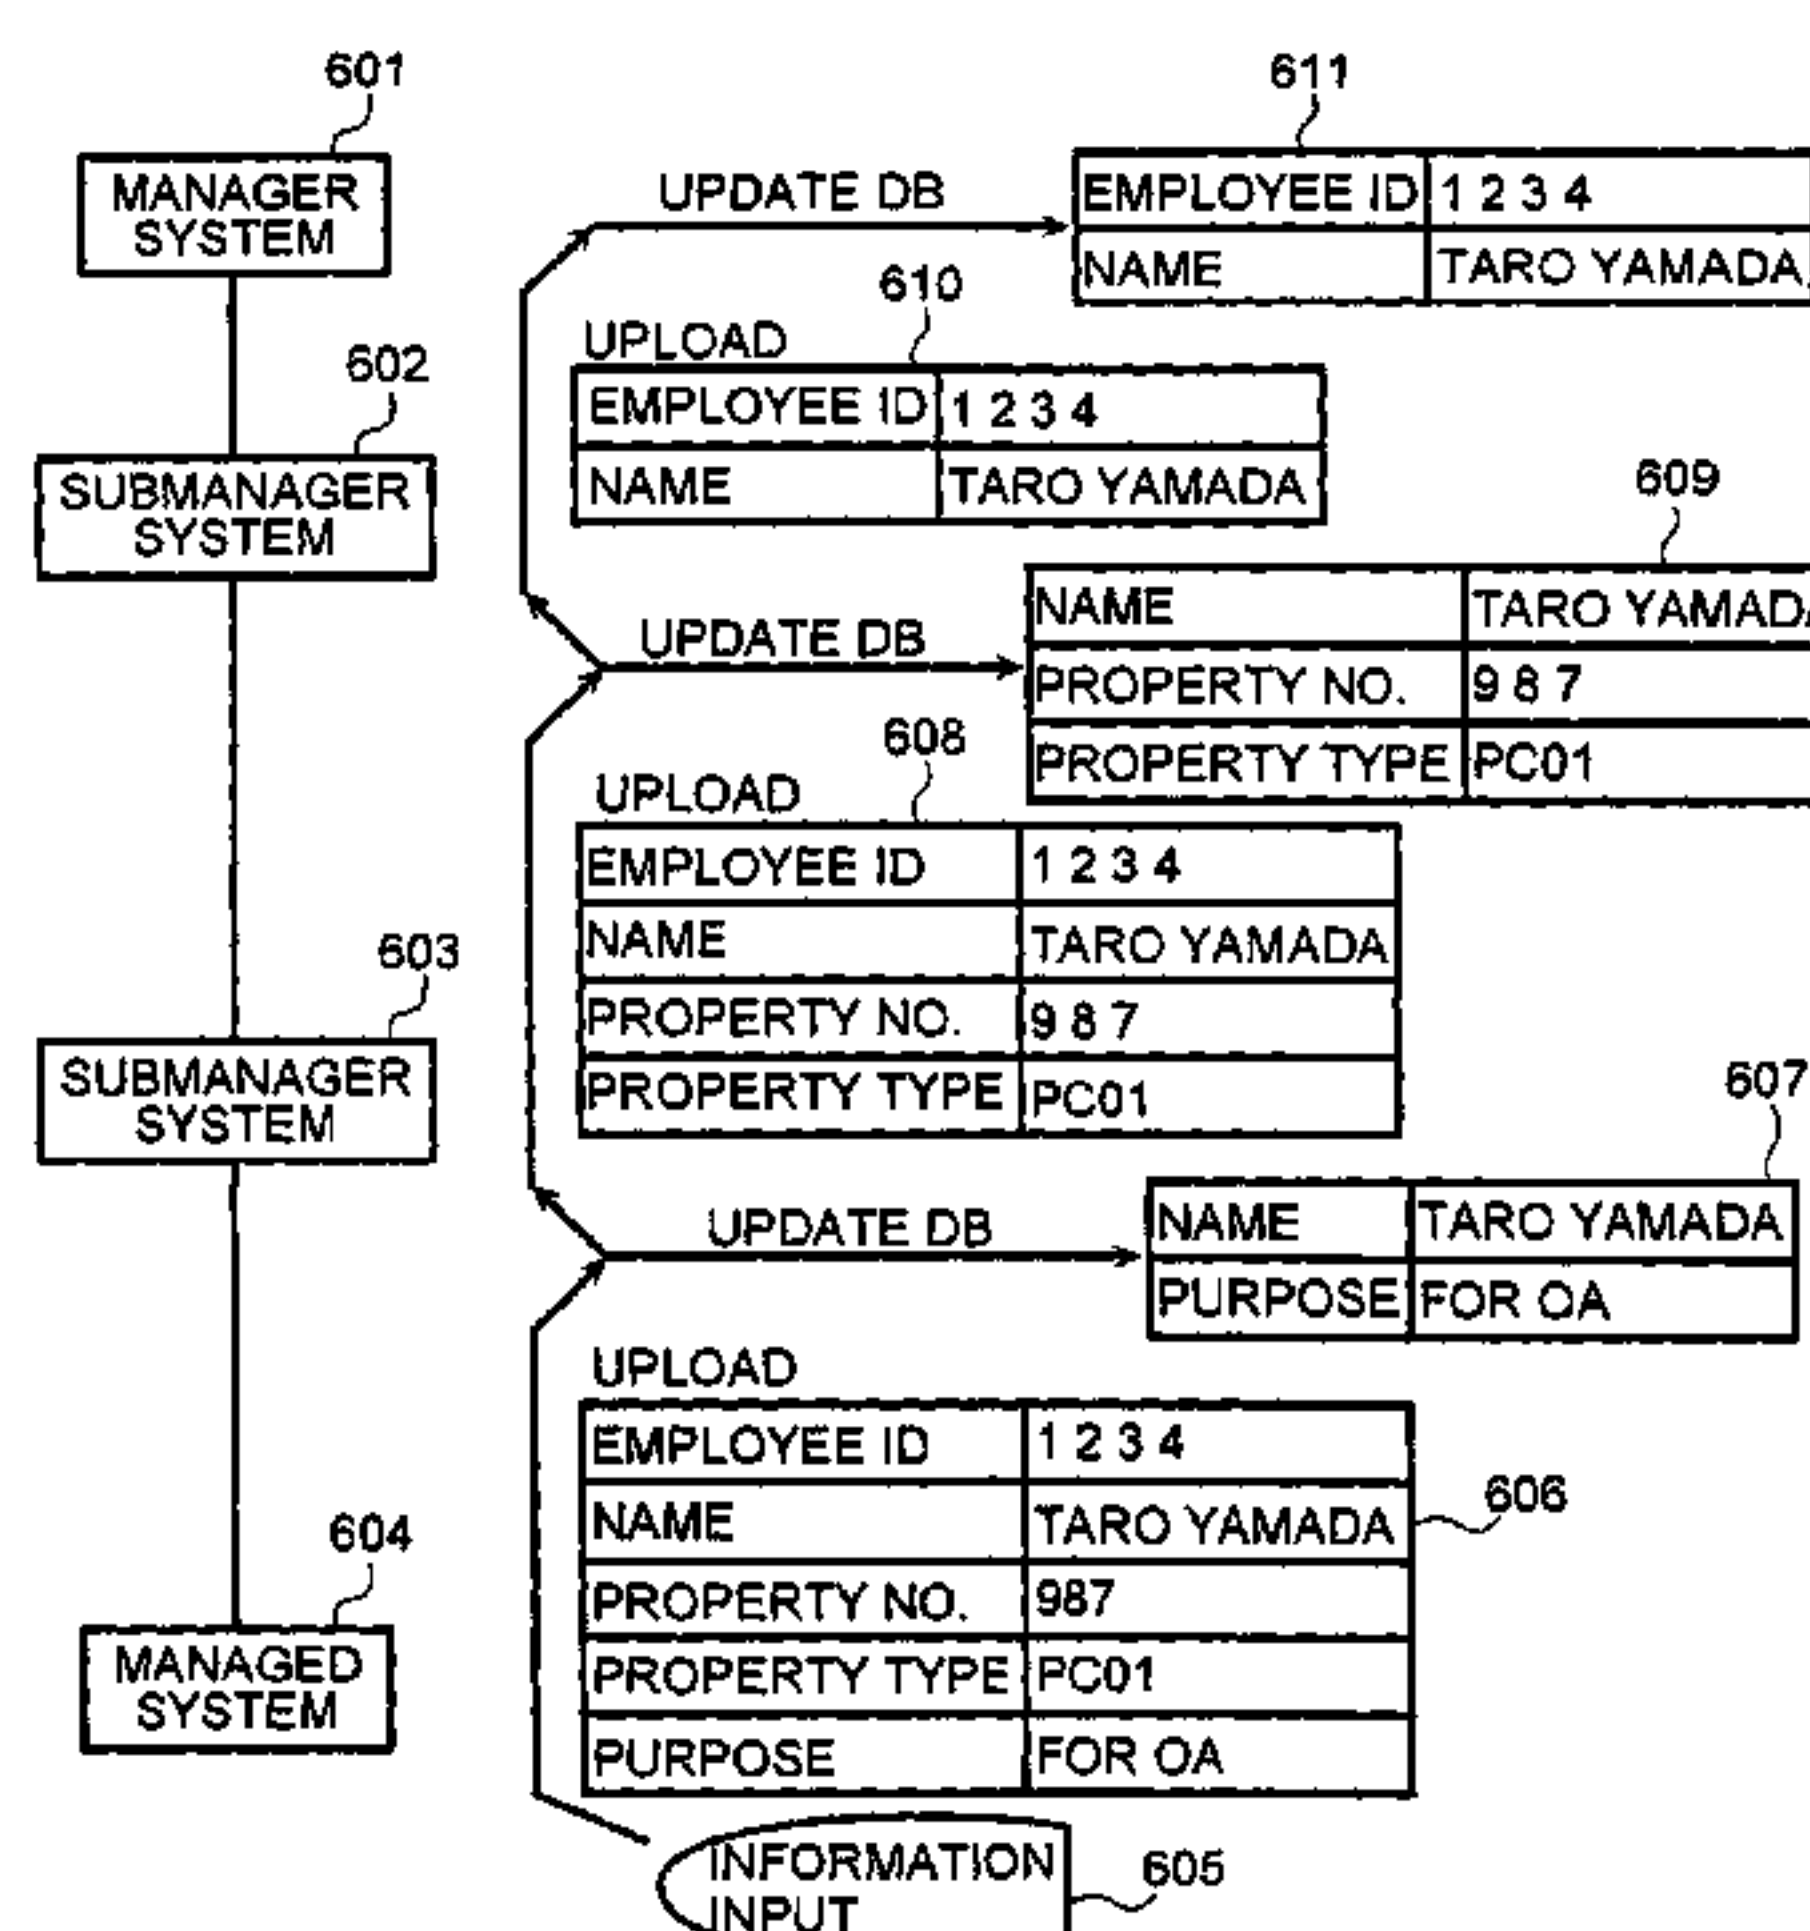 601
MANAGER
SYSTEM
602
SUBMANAGER
SYSTEM
603
SUBMANAGER
SYSTEM
604
MANAGED
SYSTEM
611
UPDATE DB
EMPLOYEE ID 1 2 3 4
NAME TARO YAMADA
610
UPLOAD
EMPLOYEE ID 1 2 3 4
NAME TARO YAMADA
609
UPDATE DB
NAME TARO YAMADA
PROPERTY NO. 9 8 7
PROPERTY TYPE PC01
608
UPLOAD
EMPLOYEE ID 1 2 3 4
NAME TARO YAMADA
PROPERTY NO. 9 8 7
PROPERTY TYPE PC01
607
UPDATE DB
NAME TARO YAMADA
PURPOSE FOR OA
UPLOAD
606
EMPLOYEE ID 1 2 3 4
NAME TARO YAMADA
PROPERTY NO. 987
PROPERTY TYPE PC01
PURPOSE FOR OA
INFORMATION
INPUT
605